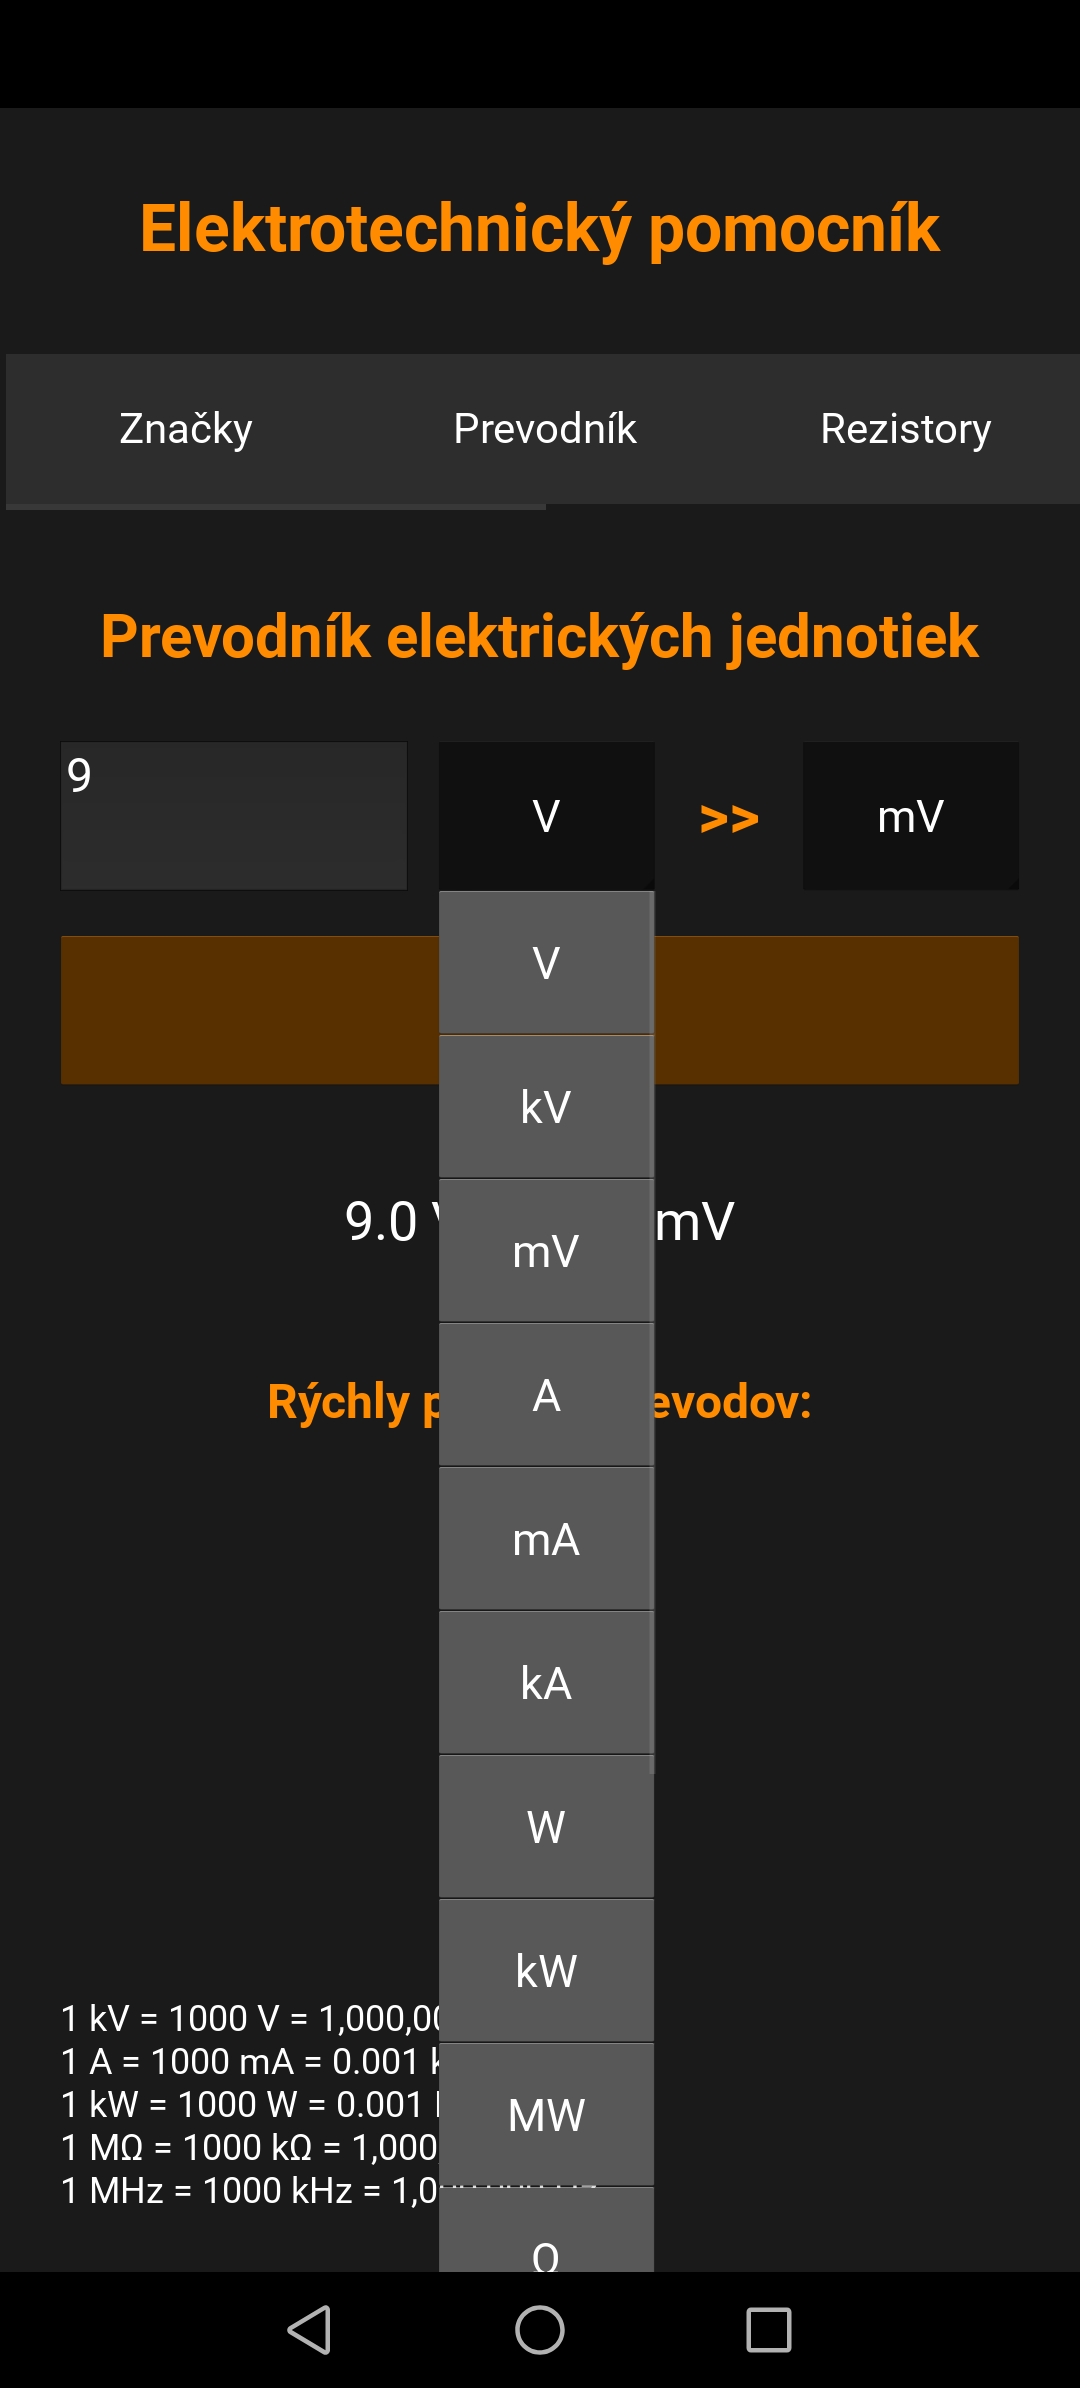 Elektrotechnický pomocník
Značky Prevodník Rezistory
Prevodník elektrických jednotiek
9 V >> mV
V
kV
9.0 mV
mV
A
Rýchly evodov:
mA
kA
W
kW
1 kV = 1000 V = 1,000,00
1 A = 1000 mA = 0.001
1 kW = 1000 W = 0.001
MW
1 MΩ = 1000 kΩ = 1,000,
1 MHz = 1000 kHz = 1,0